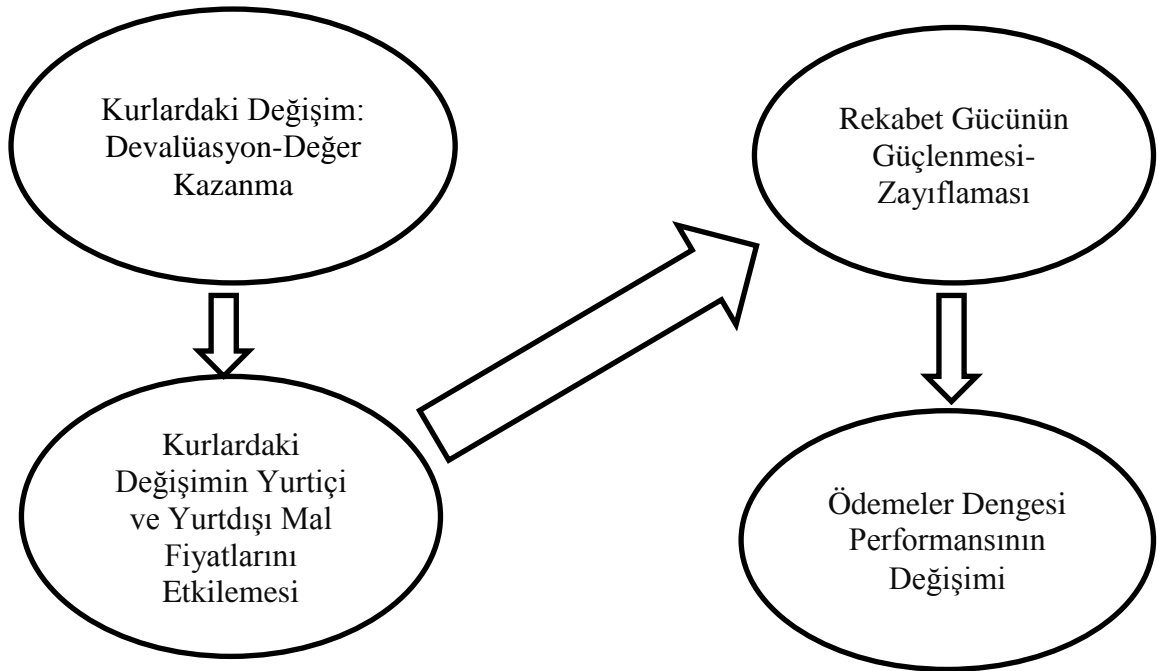 Kurlardaki Değişim:
Devalüasyon-Değer
Kazanma
Kurlardaki
Değişimin Yurtiçi
ve Yurtdışı Mal
Fiyatlarını
Etkilemesi
Rekabet Gücünün
Güçlenmesi-
Zayıflaması
Ödemeler Dengesi
Performansının
Değişimi